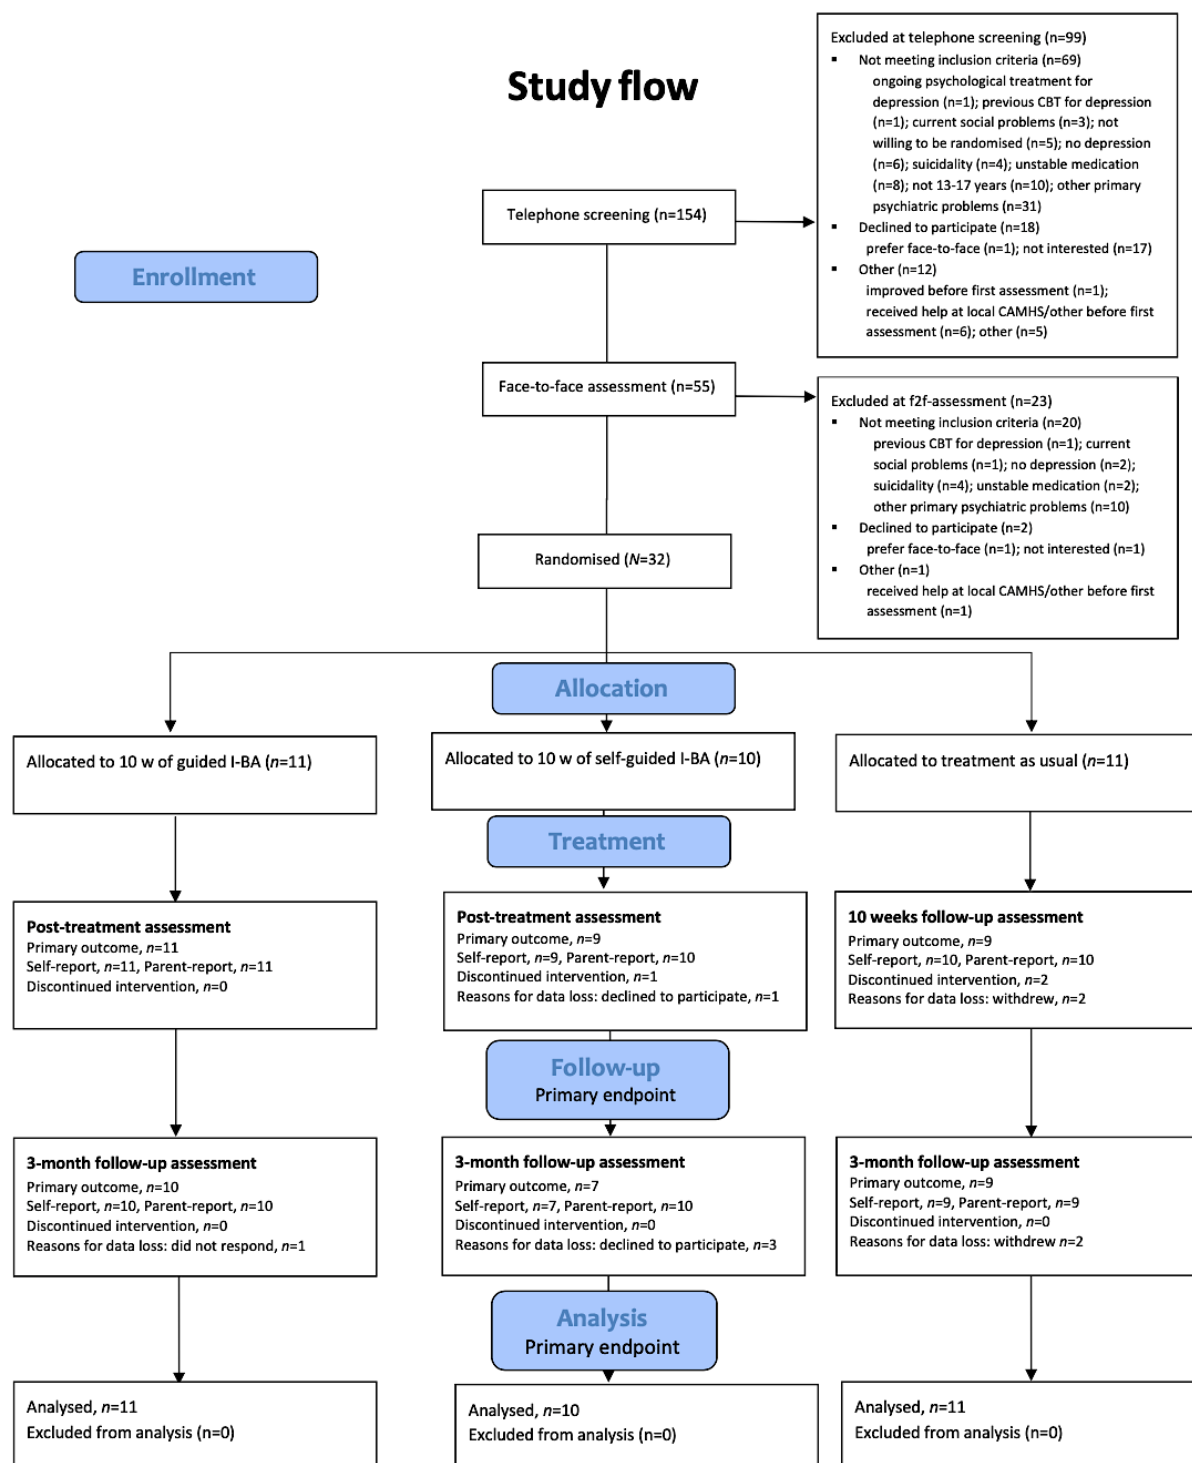 Study flow
Excluded at telephone screening (n=99)
▪ Not meeting inclusion criteria (n=69)
ongoing psychological treatment for
depression (n=1); previous CBT for depression
(n=1); current social problems (n=3); not
willing to be randomised (n=5); no depression
(n=6); suicidality (n=4); unstable medication
(n=8); not 13-17 years (n=10); other primary
psychiatric problems (n=31)
▪ Declined to participate (n=18)
prefer face-to-face (n=1); not interested (n=17)
▪ Other (n=12)
improved before first assessment (n=1);
received help at local CAMHS/other before first
assessment (n=6); other (n=5)
Telephone screening (n=154)
Enrollment
Face-to-face assessment (n=55)
Excluded at f2f-assessment (n=23)
▪ Not meeting inclusion criteria (n=20)
previous CBT for depression (n=1); current
social problems (n=1); no depression (n=2);
suicidality (n=4); unstable medication (n=2);
other primary psychiatric problems (n=10)
▪ Declined to participate (n=2)
prefer face-to-face (n=1); not interested (n=1)
▪ Other (n=1)
received help at local CAMHS/other before first
assessment (n=1)
Randomised (N=32)
Allocation
Allocated to 10 w of guided I-BA (n=11)
Allocated to 10 w of self-guided I-BA (n=10)
Allocated to treatment as usual (n=11)
Treatment
Post-treatment assessment
Primary outcome, n=11
Self-report, n=11, Parent-report, n=11
Discontinued intervention, n=0
Post-treatment assessment
Primary outcome, n=9
Self-report, n=9, Parent-report, n=10
Discontinued intervention, n=1
Reasons for data loss: declined to participate, n=1
10 weeks follow-up assessment
Primary outcome, n=9
Self-report, n=10, Parent-report, n=10
Discontinued intervention, n=2
Reasons for data loss: withdrew, n=2
Follow-up
Primary endpoint
3-month follow-up assessment
Primary outcome, n=10
Self-report, n=10, Parent-report, n=10
Discontinued intervention, n=0
Reasons for data loss: did not respond, n=1
3-month follow-up assessment
Primary outcome, n=7
Self-report, n=7, Parent-report, n=10
Discontinued intervention, n=0
Reasons for data loss: declined to participate, n=3
3-month follow-up assessment
Primary outcome, n=9
Self-report, n=9, Parent-report, n=9
Discontinued intervention, n=0
Reasons for data loss: withdrew n=2
Analysis
Primary endpoint
Analysed, n=11
Excluded from analysis (n=0)
Analysed, n=10
Excluded from analysis (n=0)
Analysed, n=11
Excluded from analysis (n=0)